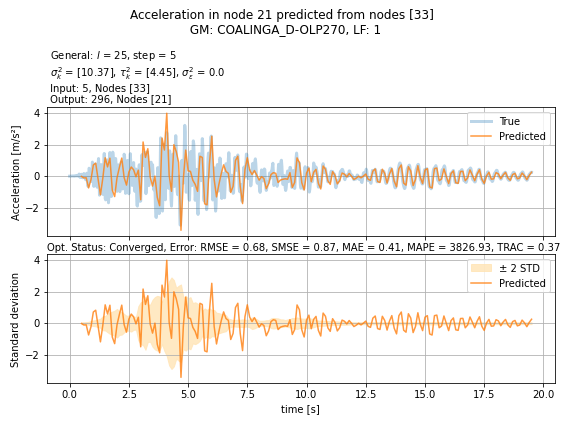 Acceleration in node 21 predicted from nodes [33]
GM: COALINGA_D-OLP270, LF: 1
General: l = 25, step = 5
σ²ₖ = [10.37], τ²ₖ = [4.45], σ²ε = 0.0
Input: 5, Nodes [33]
Output: 296, Nodes [21]
Acceleration [m/s²]
4
2
0
−2
True
Predicted
Opt. Status: Converged, Error: RMSE = 0.68, SMSE = 0.87, MAE = 0.41, MAPE = 3826.93, TRAC = 0.37
Standard deviation
4
2
0
−2
± 2 STD
Predicted
0.0 2.5 5.0 7.5 10.0 12.5 15.0 17.5 20.0
time [s]